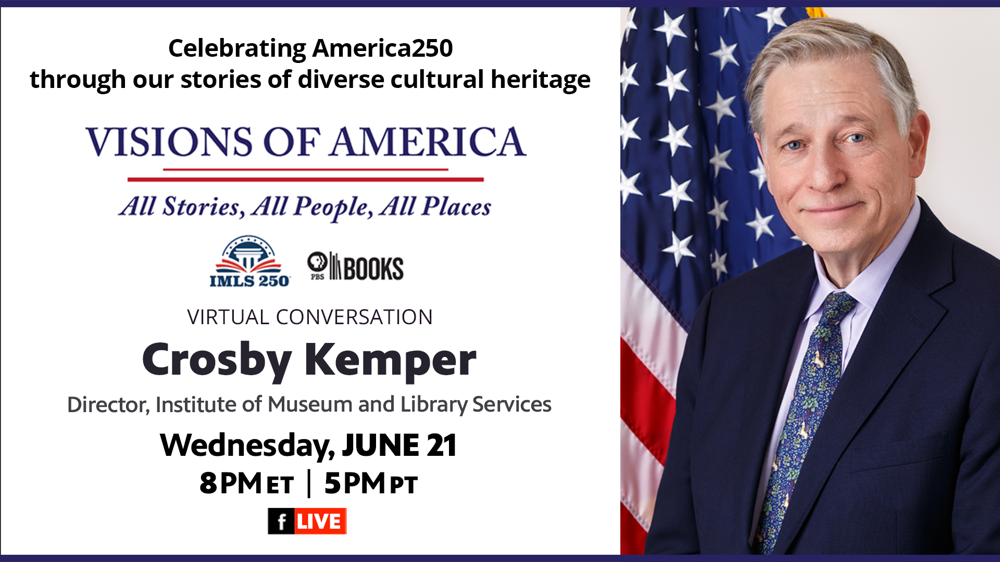 Celebrating America250
through our stories of diverse cultural heritage
VISIONS OF AMERICA
All Stories, All People, All Places
IMLS 250
PBS BOOKS
VIRTUAL CONVERSATION
Crosby Kemper
Director, Institute of Museum and Library Services
Wednesday, JUNE 21
8PM ET | 5PM PT
f LIVE